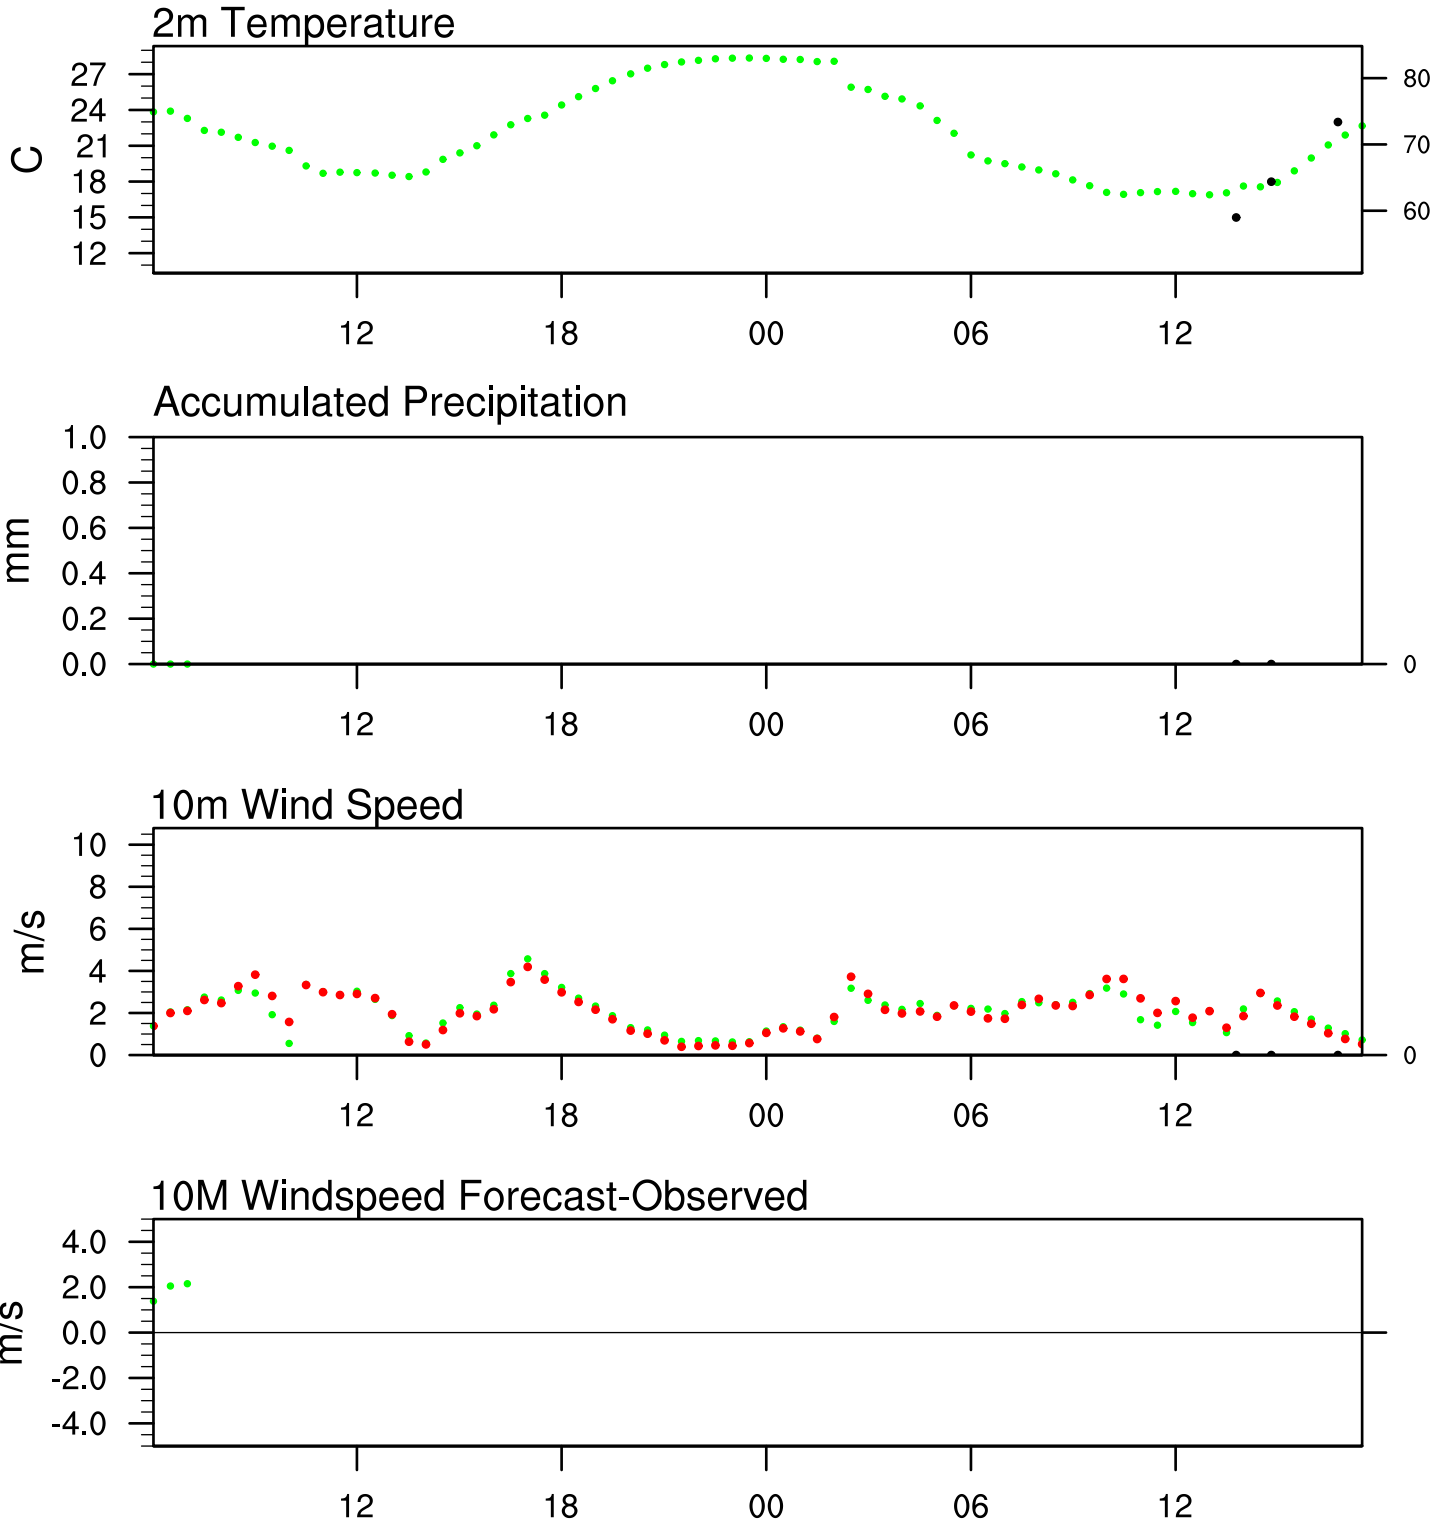 2m Temperature
C
27
24
21
18
15
12
80
70
60
12 18 00 06 12
Accumulated Precipitation
mm
1.0
0.8
0.6
0.4
0.2
0.0
0
12 18 00 06 12
10m Wind Speed
m/s
10
8
6
4
2
0
0
12 18 00 06 12
10M Windspeed Forecast-Observed
m/s
4.0
2.0
0.0
-2.0
-4.0
12 18 00 06 12